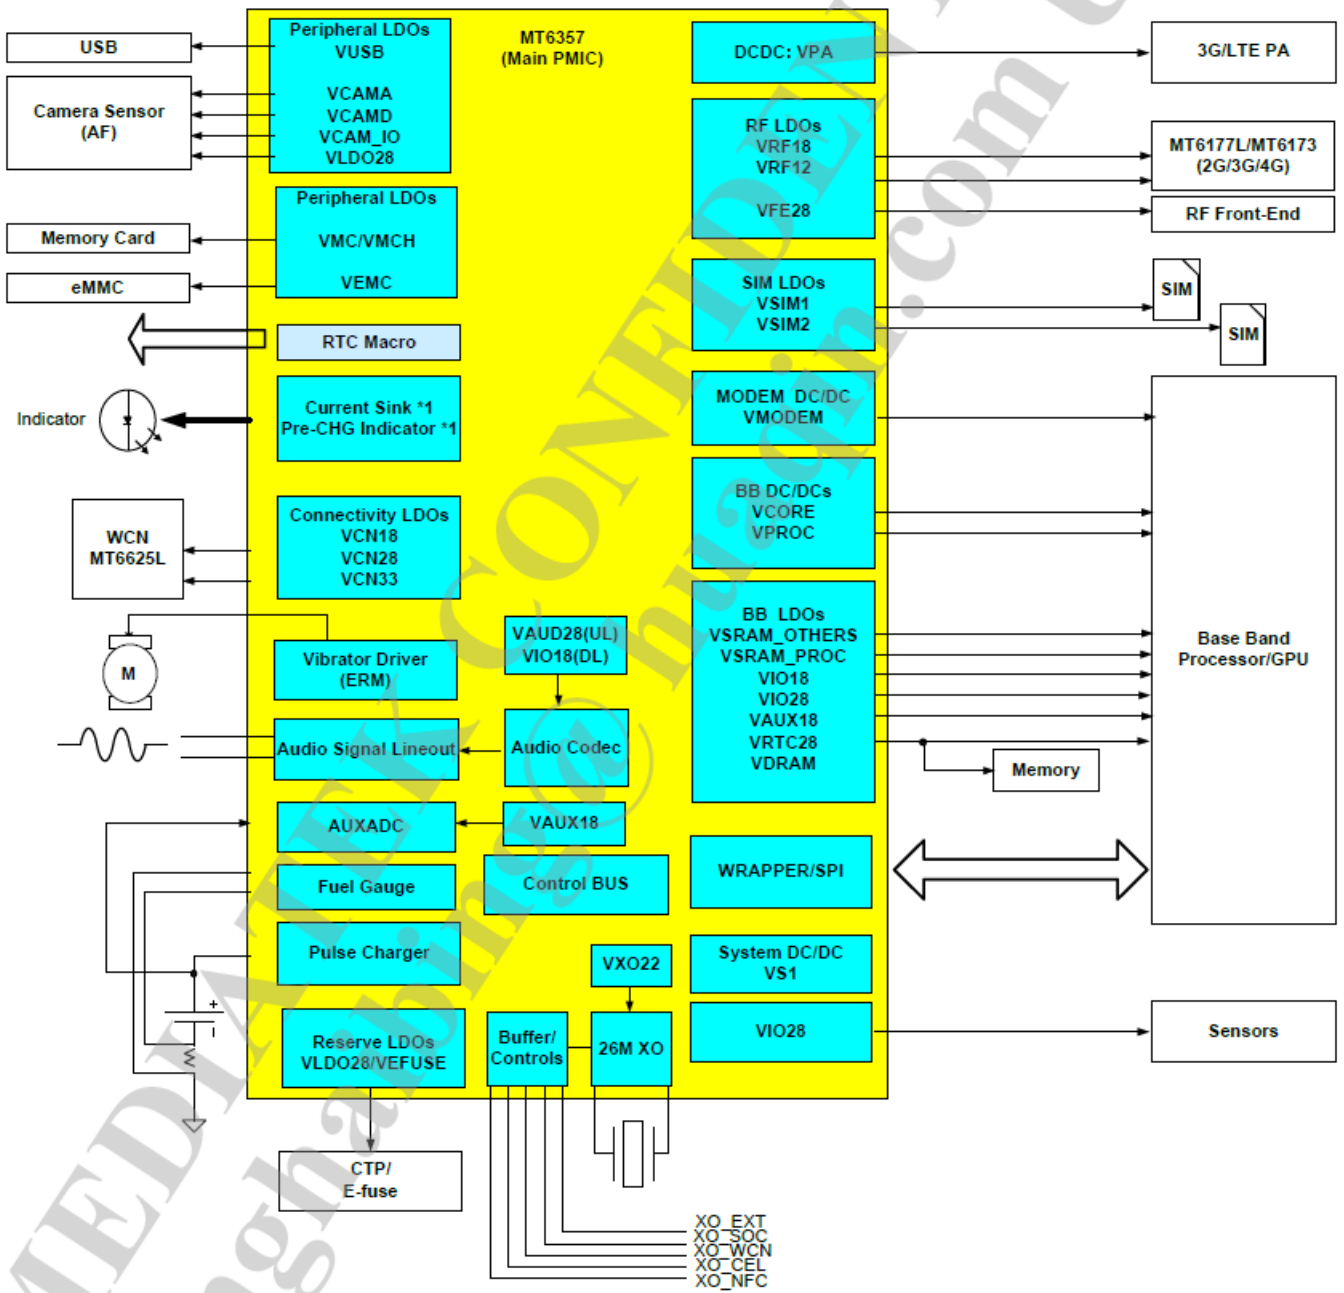 MT6357
(Main PMIC)
Peripheral LDOs
VUSB
VCAMA
VCAMD
VCAM_IO
VLDO28
USB
Camera Sensor
(AF)
Peripheral LDOs
VMC/VMCH
VEMC
Memory Card
eMMC
RTC Macro
Current Sink *1
Pre-CHG Indicator *1
Indicator
Connectivity LDOs
VCN18
VCN28
VCN33
WCN
MT6625L
Vibrator Driver
(ERM)
M
VAUD28(UL)
VIO18(DL)
Audio Signal Lineout
Audio Codec
AUXADC
VAUX18
Fuel Gauge
Control BUS
Pulse Charger
+
VXO22
Reserve LDOs
VLDO28/VEFUSE
Buffer/
Controls
26M XO
CTP/
E-fuse
XO_EXT
XO_SOC
XO_WCN
XO_CEL
XO_NFC
DCDC: VPA
3G/LTE PA
RF LDOs
VRF18
VRF12
VFE28
MT6177L/MT6173
(2G/3G/4G)
RF Front-End
SIM LDOs
VSIM1
VSIM2
SIM
SIM
MODEM DC/DC
VMODEM
BB DC/DCs
VCORE
VPROC
BB LDOs
VSRAM_OTHERS
VSRAM_PROC
VIO18
VIO28
VAUX18
VRTC28
VDRAM
Memory
Base Band
Processor/GPU
WRAPPER/SPI
System DC/DC
VS1
VIO28
Sensors
MEDIATEK CONFIDEN
nghaibing@huaqin.com